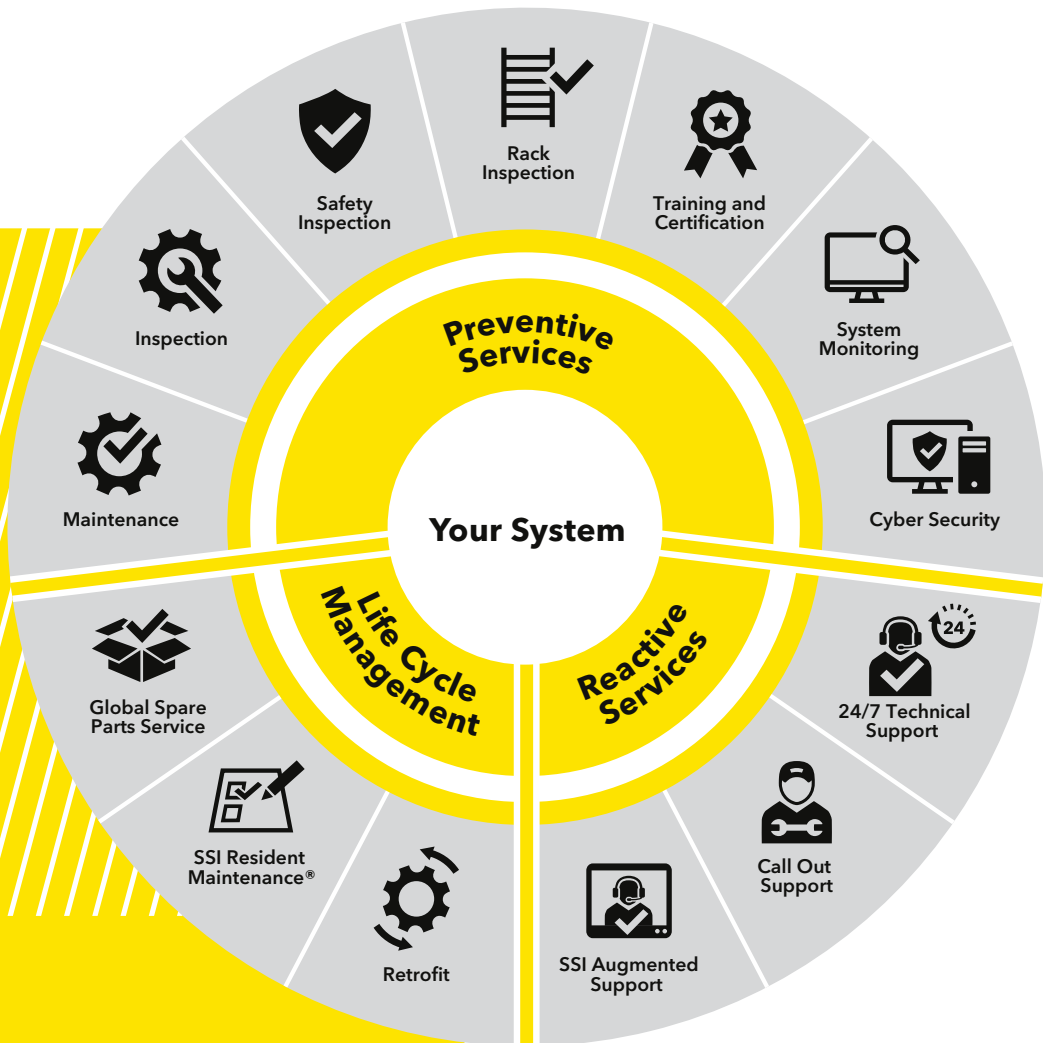 Rack
Inspection
Safety
Inspection
Training and
Certification
Inspection
System
Monitoring
Maintenance
Cyber Security
Preventive
Services
Your System
Life Cycle
Management
Reactive
Services
Global Spare
Parts Service
24
24/7 Technical
Support
SSI Resident
Maintenance®
Call Out
Support
Retrofit
SSI Augmented
Support